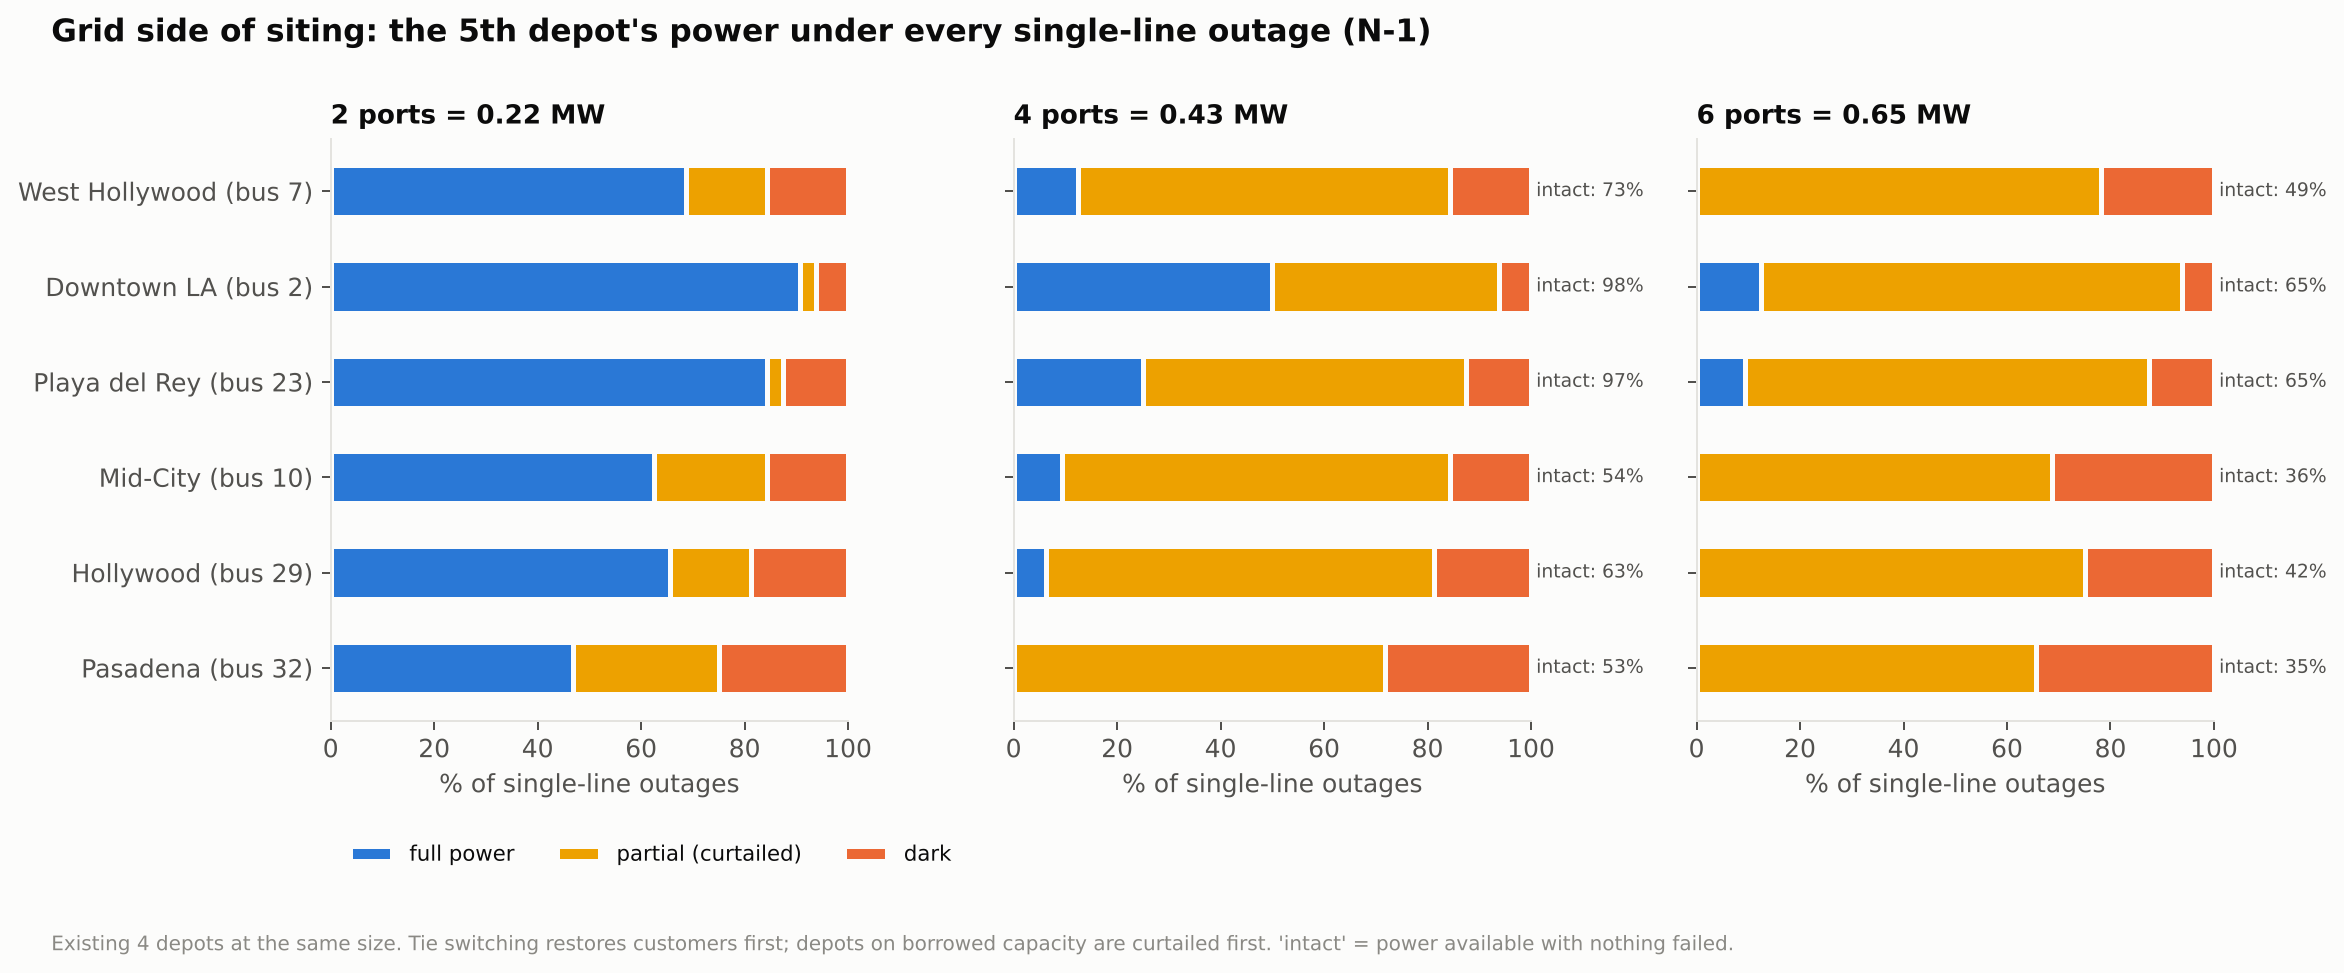 Grid side of siting: the 5th depot's power under every single-line outage (N-1)
2 ports = 0.22 MW
4 ports = 0.43 MW
6 ports = 0.65 MW
West Hollywood (bus 7)
intact: 73%
intact: 49%
Downtown LA (bus 2)
intact: 98%
intact: 65%
Playa del Rey (bus 23)
intact: 97%
intact: 65%
Mid-City (bus 10)
intact: 54%
intact: 36%
Hollywood (bus 29)
intact: 63%
intact: 42%
Pasadena (bus 32)
intact: 53%
intact: 35%
0 20 40 60 80 100
0 20 40 60 80 100
0 20 40 60 80 100
% of single-line outages
% of single-line outages
% of single-line outages
full power
partial (curtailed)
dark
Existing 4 depots at the same size. Tie switching restores customers first; depots on borrowed capacity are curtailed first. 'intact' = power available with nothing failed.